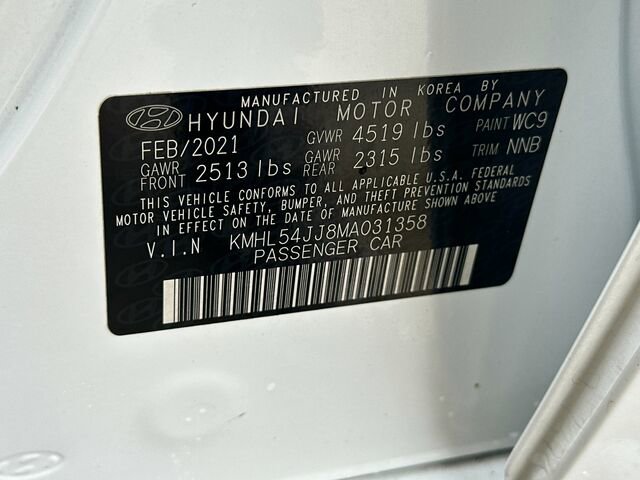 MANUFACTURED IN KOREA BY
HYUNDAI MOTOR COMPANY
FEB/2021 GVWR 4519 lbs PAINT WC9
GAWR FRONT 2513 lbs GAWR REAR 2315 lbs TRIM NNB
THIS VEHICLE CONFORMS TO ALL APPLICABLE U.S.A. FEDERAL
MOTOR VEHICLE SAFETY, BUMPER, AND THEFT PREVENTION STANDARDS
IN EFFECT ON THE DATE OF MANUFACTURE SHOWN ABOVE.
V.I.N KMHL54JJ8MA031358
PASSENGER CAR